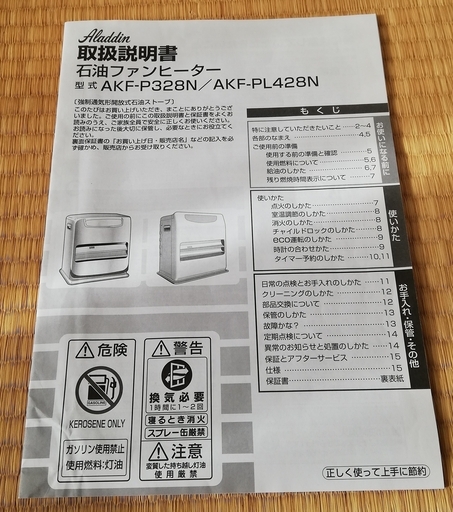 Aladdin
取扱説明書
石油ファンヒーター
型式 AKF-P328N/AKF-PL428N
(強制通気形開放式石油ストーブ)
このたびはお買い上げいただき、まことにありがとうござ
いました。ご使用の前にこの取扱説明書と保証書をよくお
読みのうえ、ご家族全員で安全に正しくお使いください。
お読みになった後大切に保管し、必要なときにお役立てく
ださい。
裏面保証書の「お買い上げ日・販売店名」などの記入を必
ず確かめ、販売店からお受け取りください。
もくじ
特に注意していただきたいこと …2~4
各部のなまえ …4,5
ご使用前の準備
使用する前の準備と確認 …5
使用燃料について …5,6
給油のしかた …6,7
残り燃焼時間表示について …7
お使いになる前に
使いかた
点火のしかた …7
室温調節のしかた …8
消火のしかた …8
チャイルドロックのしかた …8
eco運転のしかた …9
時計の合わせかた …9
タイマー予約のしかた …10,11
使いかた
日常の点検とお手入れのしかた …11
クリーニングのしかた …12
部品交換について …12
保管のしかた …13
故障かな? …13
定期点検について …14
異常のお知らせと処置のしかた …14
保証とアフターサービス …15
仕様 …15
保証書 …裏表紙
お手入れ・保管・その他
危険
GASOLINE
KEROSENE ONLY
ガソリン使用禁止
使用燃料:灯油
警告
換気必要
1時間に1~2回
寝るとき消火
スプレー缶厳禁
注意
変質した持ち越し灯油
使用厳禁
正しく使って上手に節約